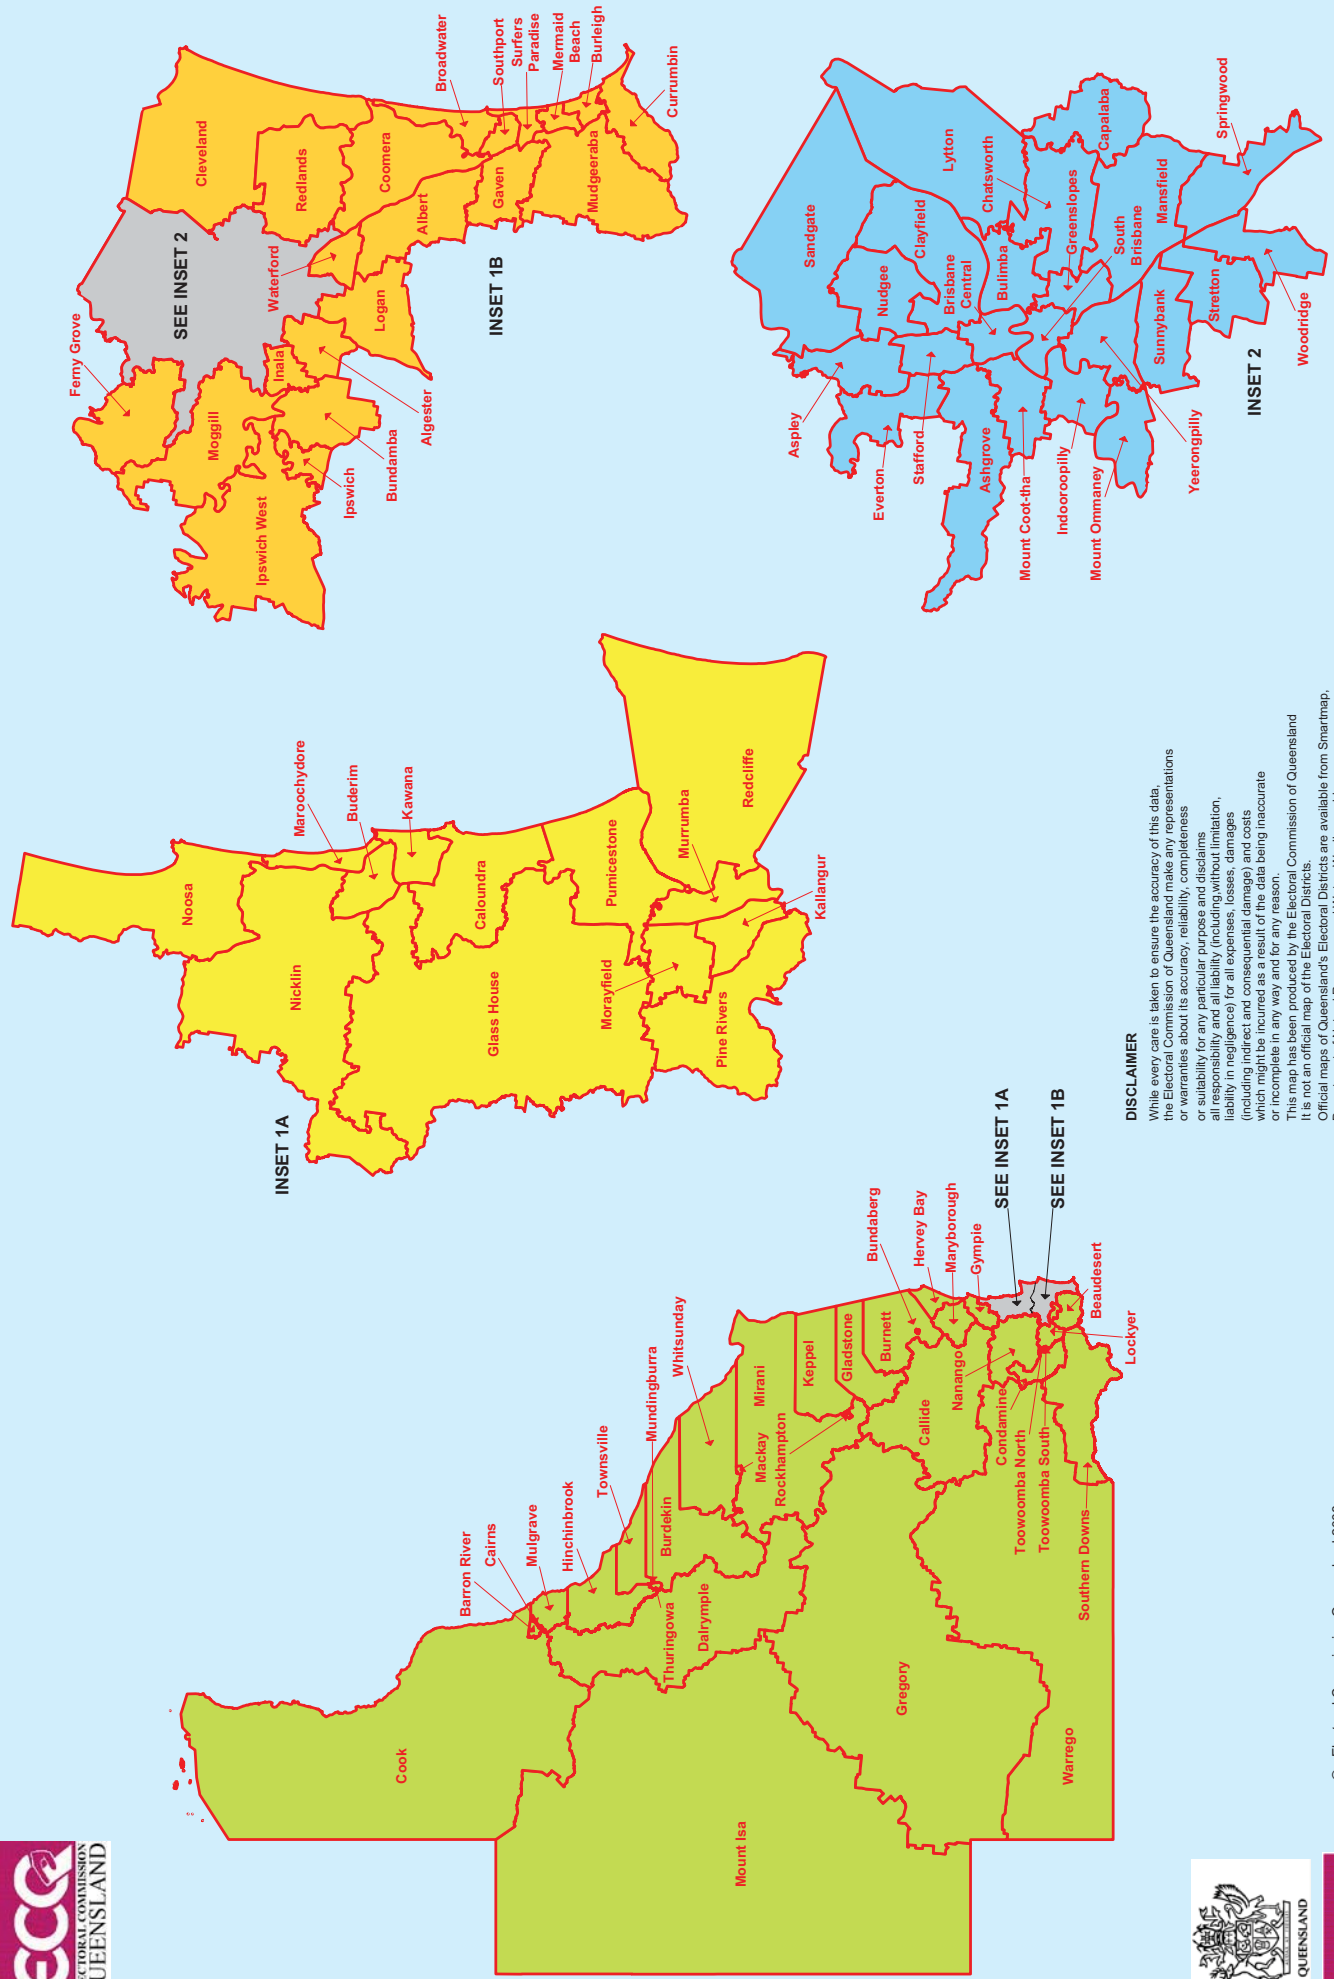 ECQ
QUEENSLAND
QUEENSLAND
Cook
Mount Isa
Barron River
Cairns
Mulgrave
Hinchinbrook
Townsville
Mundingburra
Whitsunday
Thuringowa
Dalrymple
Burdekin
Mirani
Mackay
Rockhampton
Keppel
Gladstone
Burnett
Bundaberg
Hervey Bay
Maryborough
Gympie
Callide
Nanango
Condamine
Toowoomba North
Toowoomba South
Southern Downs
Gregory
Warrego
Lockyer
Beaudesert
SEE INSET 1A
SEE INSET 1B
INSET 1A
Noosa
Nicklin
Maroochydore
Buderim
Kawana
Caloundra
Glass House
Pumicestone
Morayfield
Murrumba
Redcliffe
Kallangur
Pine Rivers
INSET 1B
SEE INSET 2
Ferny Grove
Moggill
Ipswich West
Ipswich
Bundamba
Algester
Inala
Logan
Waterford
Cleveland
Redlands
Coomera
Albert
Broadwater
Gaven
Southport
Surfers
Paradise
Mermaid
Beach
Burleigh
Mudgeeraba
Currumbin
INSET 2
Sandgate
Aspley
Everton
Nudgee
Clayfield
Stafford
Brisbane
Central
Ashgrove
Lytton
Bulimba
Chatsworth
Mount Coot-tha
Indooroopilly
Mount Ommaney
Greenslopes
South
Brisbane
Capalaba
Mansfield
Yeerongpilly
Sunnybank
Stretton
Springwood
Woodridge
DISCLAIMER
While every care is taken to ensure the accuracy of this data,
the Electoral Commission of Queensland make any representations
or warranties about its accuracy, reliability, completeness
or suitability for any particular purpose and disclaims
all responsibility and all liability (including,without limitation,
liability in negligence) for all expenses, losses, damages
(including indirect and consequential damage) and costs
which might be incurred as a result of the data being inaccurate
or incomplete in any way and for any reason.
This map has been produced by the Electoral Commission of Queensland
It is not an official map of the Electoral Districts.
Official maps of Queensland's Electoral Districts are available from Smartmap,